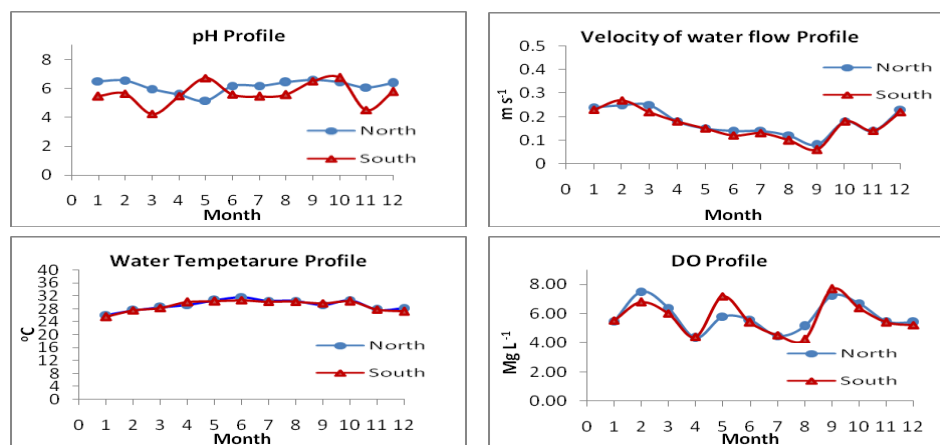 pH Profile
8
6
4
2
0
North
South
0 1 2 3 4 5 6 7 8 9 10 11 12
Month
Velocity of water flow Profile
0.5
0.4
0.3
0.2
0.1
0
m s⁻¹
North
South
0 1 2 3 4 5 6 7 8 9 10 11 12
Month
Water Tempetarure Profile
40
36
32
28
24
20
16
12
8
4
0
ºC
North
South
0 1 2 3 4 5 6 7 8 9 10 11 12
Month
DO Profile
8.00
6.00
4.00
2.00
0.00
Mg L⁻¹
North
South
0 1 2 3 4 5 6 7 8 9 10 11 12
Month